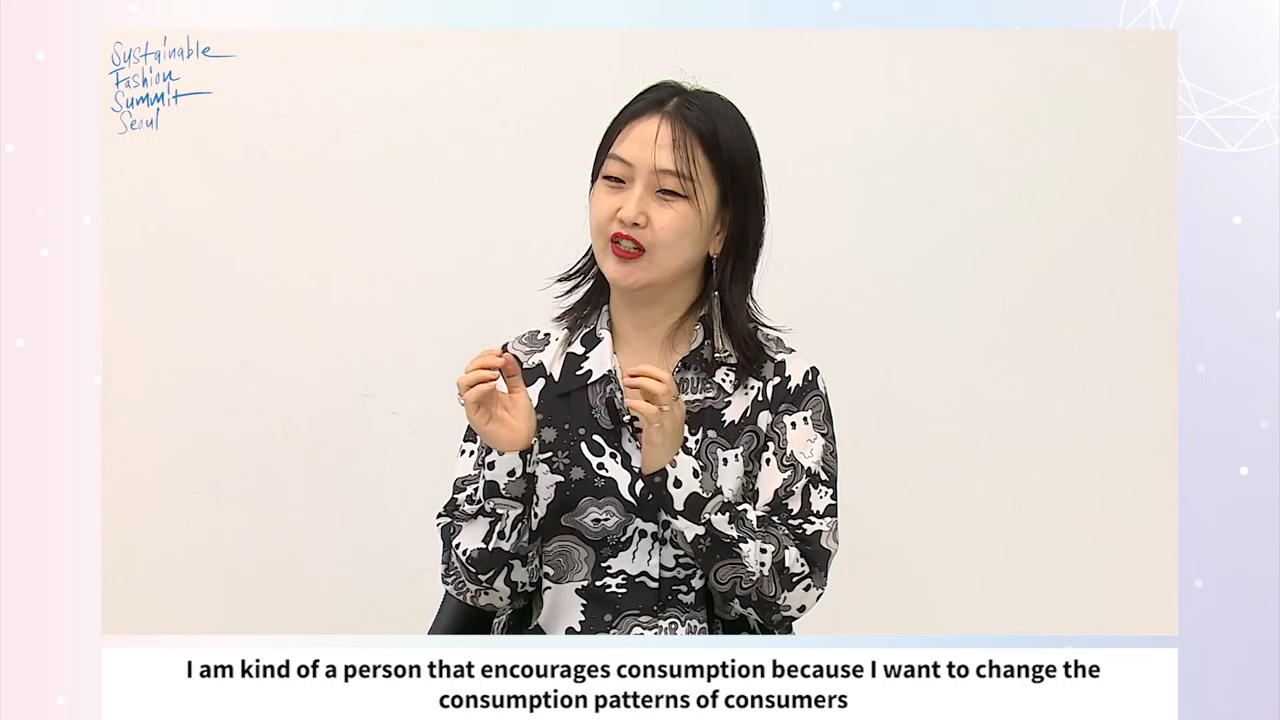 Sustainable
Fashion
Summit
Seoul
I am kind of a person that encourages consumption because I want to change the
consumption patterns of consumers